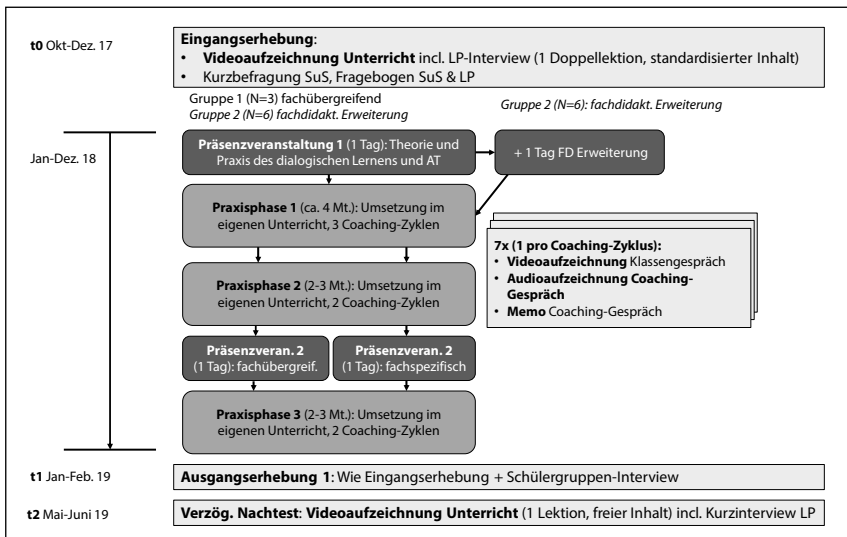 t0 Okt-Dez. 17
Eingangserhebung:
• Videoaufzeichnung Unterricht incl. LP-Interview (1 Doppellektion, standardisierter Inhalt)
• Kurzbefragung SuS, Fragebogen SuS & LP
Gruppe 1 (N=3) fachübergreifend
Gruppe 2 (N=6) fachdidakt. Erweiterung
Gruppe 2 (N=6): fachdidakt. Erweiterung
Jan-Dez. 18
Präsenzveranstaltung 1 (1 Tag): Theorie und
Praxis des dialogischen Lernens und AT
+ 1 Tag FD Erweiterung
Praxisphase 1 (ca. 4 Mt.): Umsetzung im
eigenen Unterricht, 3 Coaching-Zyklen
7x (1 pro Coaching-Zyklus):
• Videoaufzeichnung Klassengespräch
• Audioaufzeichnung Coaching-
Gespräch
• Memo Coaching-Gespräch
Praxisphase 2 (2-3 Mt.): Umsetzung im
eigenen Unterricht, 2 Coaching-Zyklen
Präsenzveran. 2
(1 Tag): fachübergreif.
Präsenzveran. 2
(1 Tag): fachspezifisch
Praxisphase 3 (2-3 Mt.): Umsetzung im
eigenen Unterricht, 2 Coaching-Zyklen
t1 Jan-Feb. 19
Ausgangserhebung 1: Wie Eingangserhebung + Schülergruppen-Interview
t2 Mai-Juni 19
Verzög. Nachtest: Videoaufzeichnung Unterricht (1 Lektion, freier Inhalt) incl. Kurzinterview LP